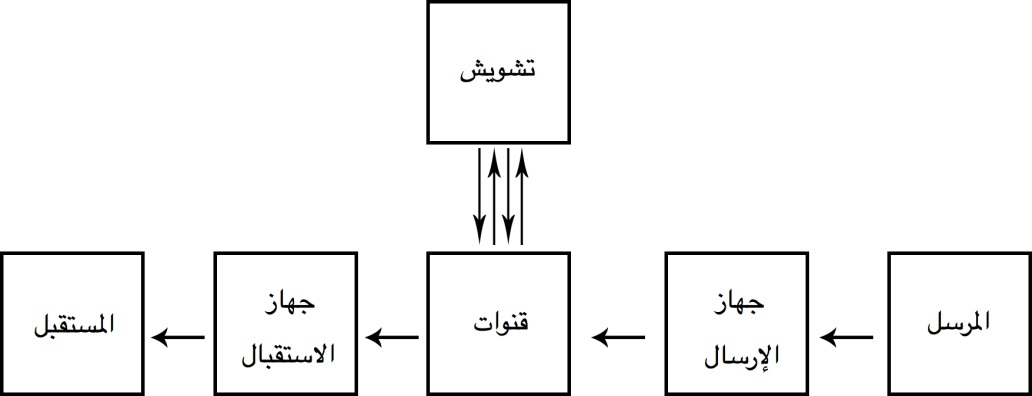 تشويش
المرسل
جهاز
الإرسال
قنوات
جهاز
الاستقبال
المستقبل